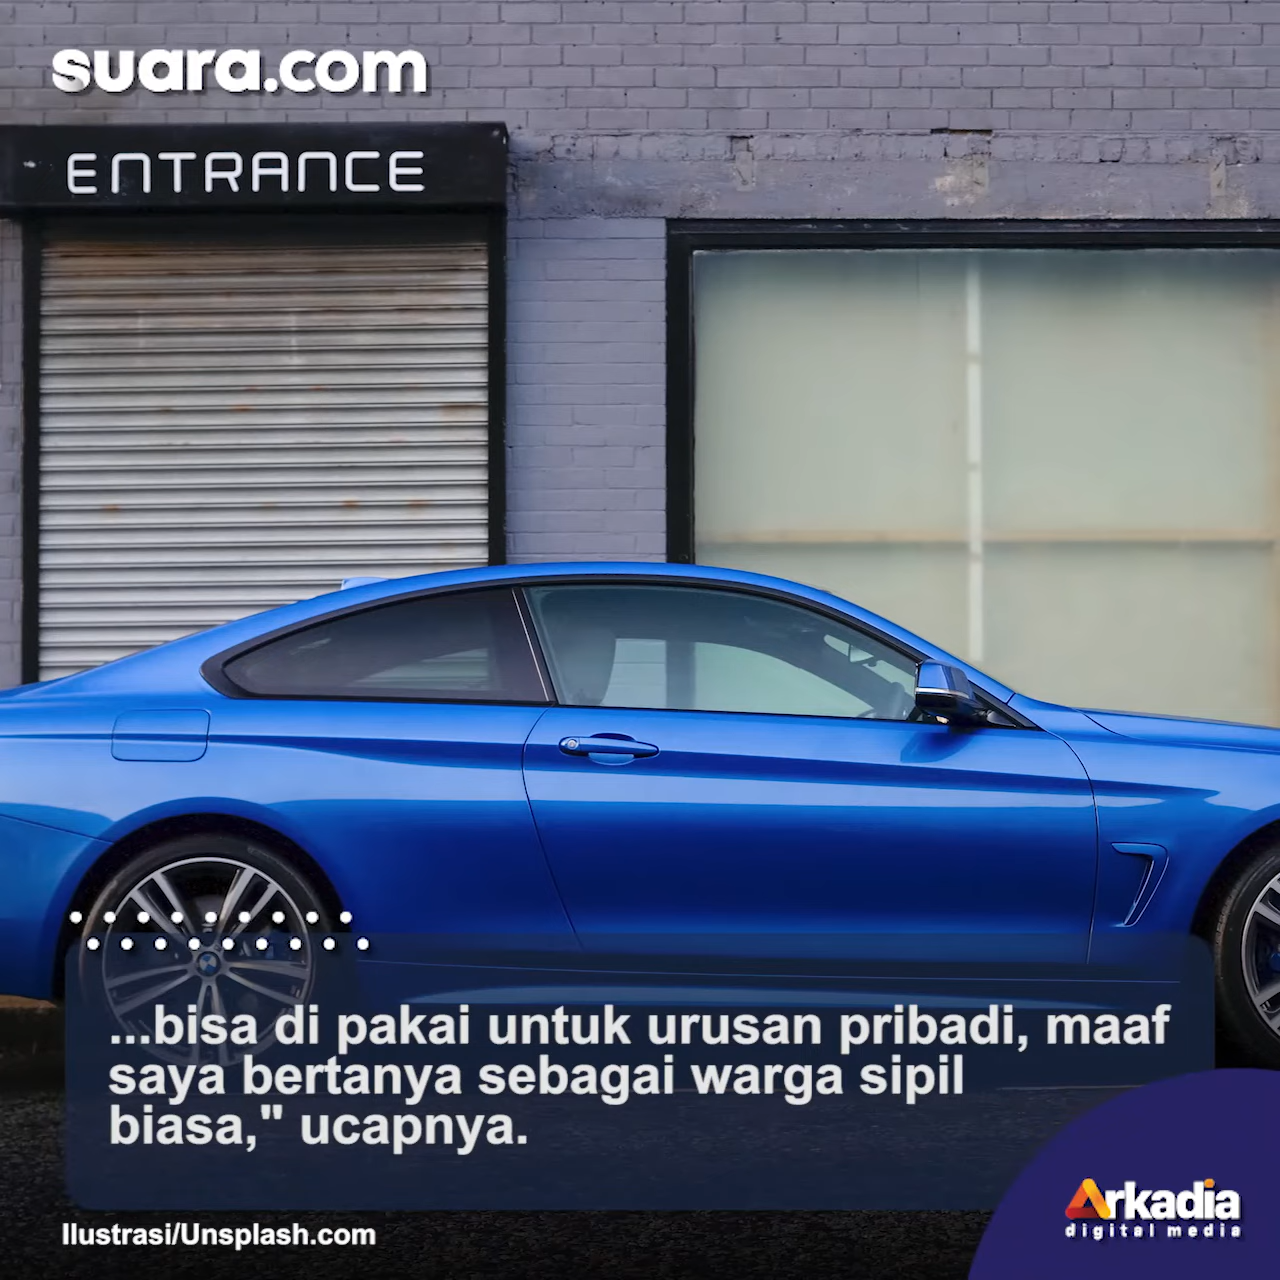 suara.com
ENTRANCE
...bisa di pakai untuk urusan pribadi, maaf
saya bertanya sebagai warga sipil
biasa," ucapnya.
Ilustrasi/Unsplash.com
Arkadia
digital media